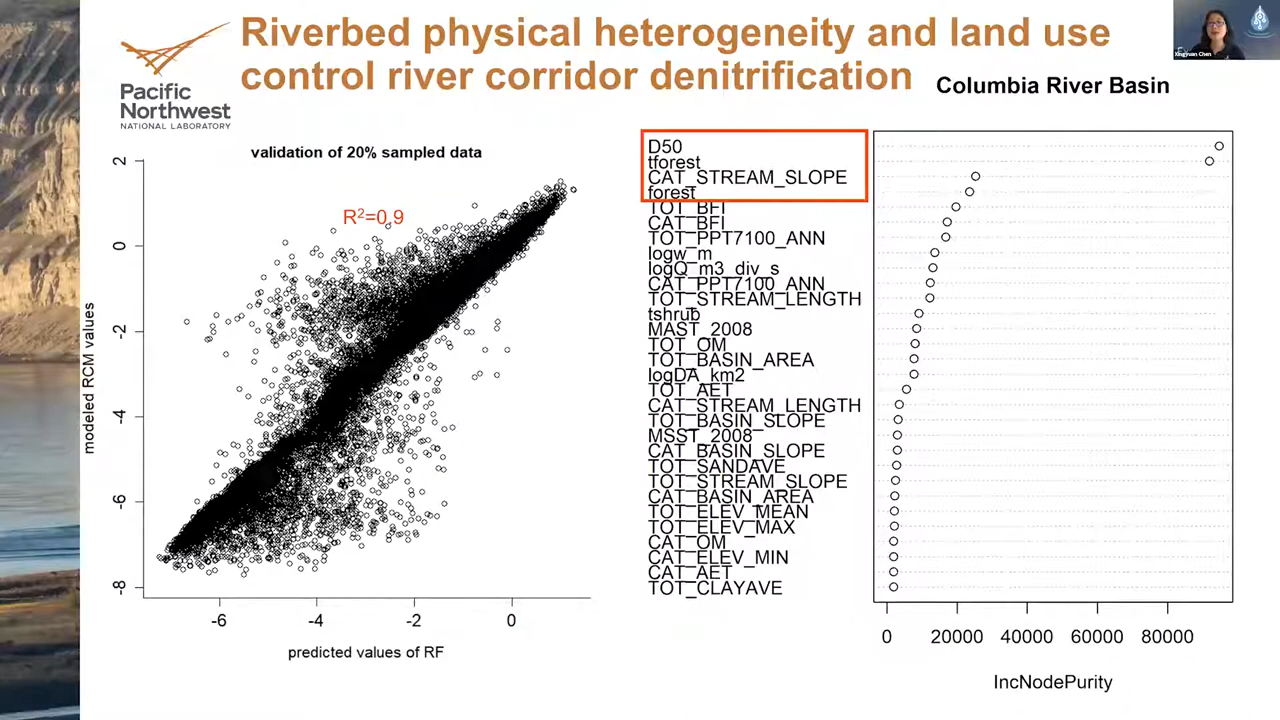 Riverbed physical heterogeneity and land use
control river corridor denitrification
Columbia River Basin
Pacific
Northwest
NATIONAL LABORATORY
Xingyuan Chen
validation of 20% sampled data
R²=0.9
2
0
-2
-4
-6
-8
modeled RCM values
-6 -4 -2 0
predicted values of RF
D50
tforest
CAT_STREAM_SLOPE
forest
TOT_BFI
CAT_BFI
TOT_PPT7100_ANN
logw_m
logQ_m3_div_s
CAT_PPT7100_ANN
TOT_STREAM_LENGTH
tshrub
MAST_2008
TOT_OM
TOT_BASIN_AREA
logDA_km2
TOT_AET
CAT_STREAM_LENGTH
TOT_BASIN_SLOPE
MSST_2008
CAT_BASIN_SLOPE
TOT_SANDAVE
TOT_STREAM_SLOPE
CAT_BASIN_AREA
TOT_ELEV_MEAN
TOT_ELEV_MAX
CAT_OM
CAT_ELEV_MIN
CAT_AET
TOT_CLAYAVE
0 20000 40000 60000 80000
IncNodePurity